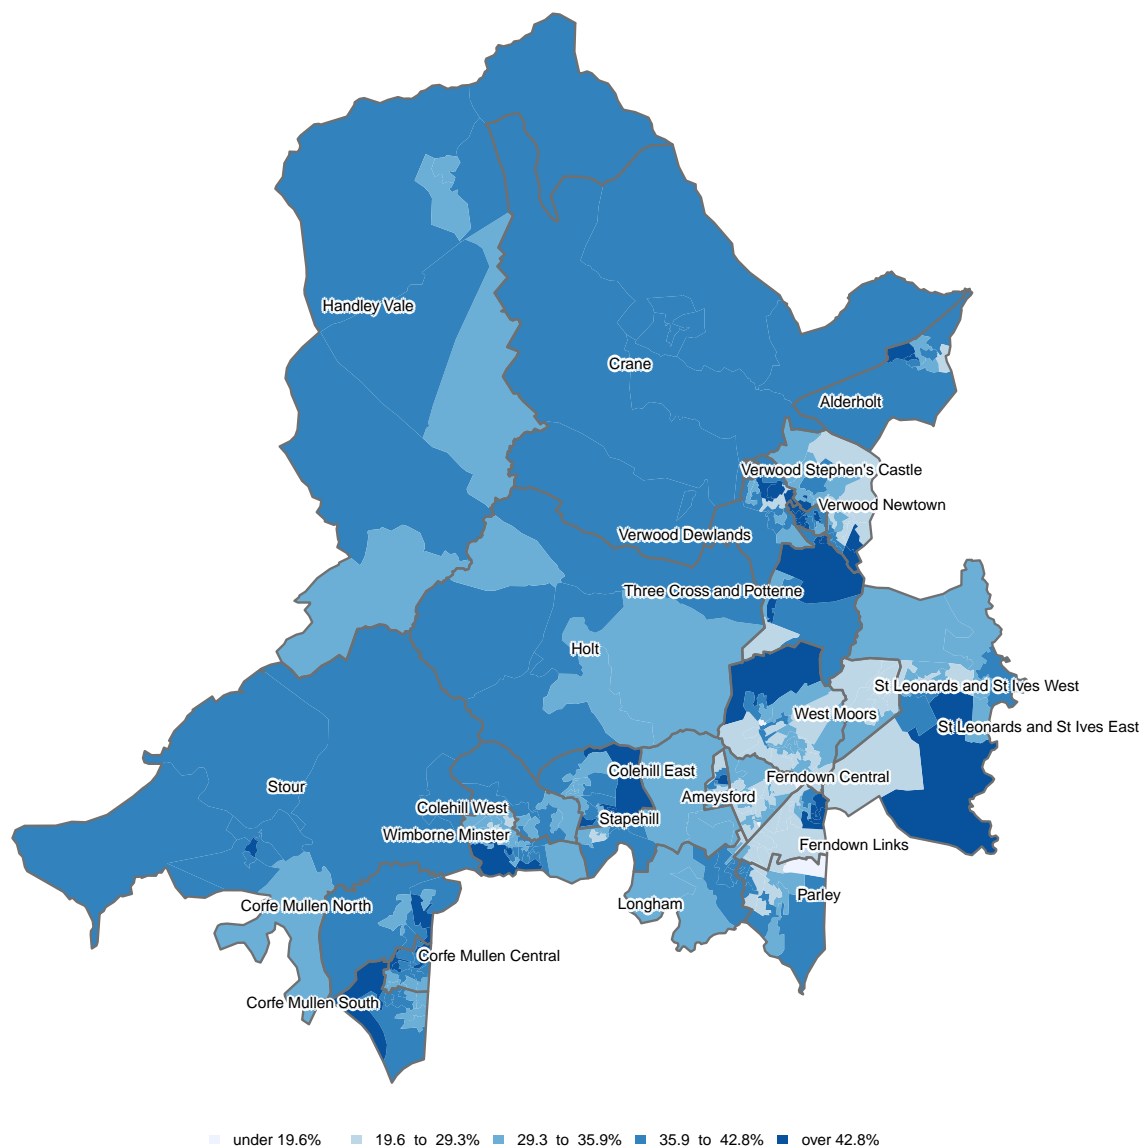 Handley Vale
Crane
Alderholt
Verwood Stephen's Castle
Verwood Newtown
Verwood Dewlands
Three Cross and Potterne
Holt
St Leonards and St Ives West
West Moors
St Leonards and St Ives East
Colehill East
Ferndown Central
Stour
Ameysford
Colehill West
Stapehill
Wimborne Minster
Ferndown Links
Parley
Longham
Corfe Mullen North
Corfe Mullen Central
Corfe Mullen South
under 19.6% 19.6 to 29.3% 29.3 to 35.9% 35.9 to 42.8% over 42.8%